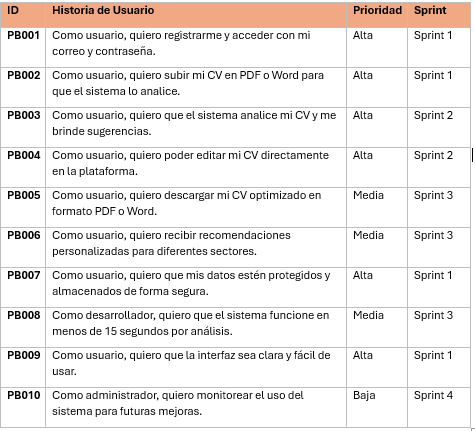 ID Historia de Usuario Prioridad Sprint
PB001 Como usuario, quiero registrarme y acceder con mi Alta Sprint 1
correo y contraseña.
PB002 Como usuario, quiero subir mi CV en PDF o Word para Alta Sprint 1
que el sistema lo analice.
PB003 Como usuario, quiero que el sistema analice mi CV y me Alta Sprint 2
brinde sugerencias.
PB004 Como usuario, quiero poder editar mi CV directamente Alta Sprint 2
en la plataforma.
PB005 Como usuario, quiero descargar mi CV optimizado en Media Sprint 3
formato PDF o Word.
PB006 Como usuario, quiero recibir recomendaciones Media Sprint 3
personalizadas para diferentes sectores.
PB007 Como usuario, quiero que mis datos estén protegidos y Alta Sprint 1
almacenados de forma segura.
PB008 Como desarrollador, quiero que el sistema funcione en Media Sprint 3
menos de 15 segundos por análisis.
PB009 Como usuario, quiero que la interfaz sea clara y fácil de Alta Sprint 1
usar.
PB010 Como administrador, quiero monitorear el uso del Baja Sprint 4
sistema para futuras mejoras.